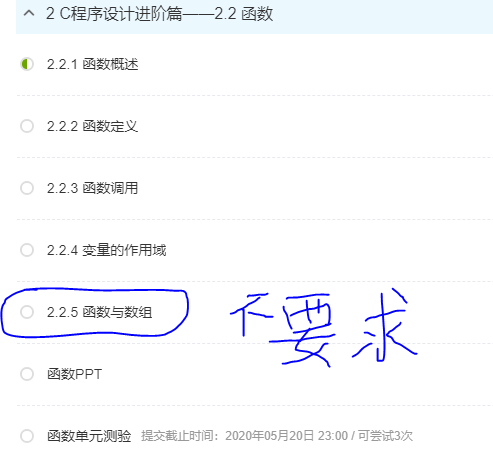 2 C程序设计进阶篇——2.2 函数
2.2.1 函数概述
2.2.2 函数定义
2.2.3 函数调用
2.2.4 变量的作用域
2.2.5 函数与数组 不要求
函数PPT
函数单元测验 提交截止时间：2020年05月20日 23:00 / 可尝试3次